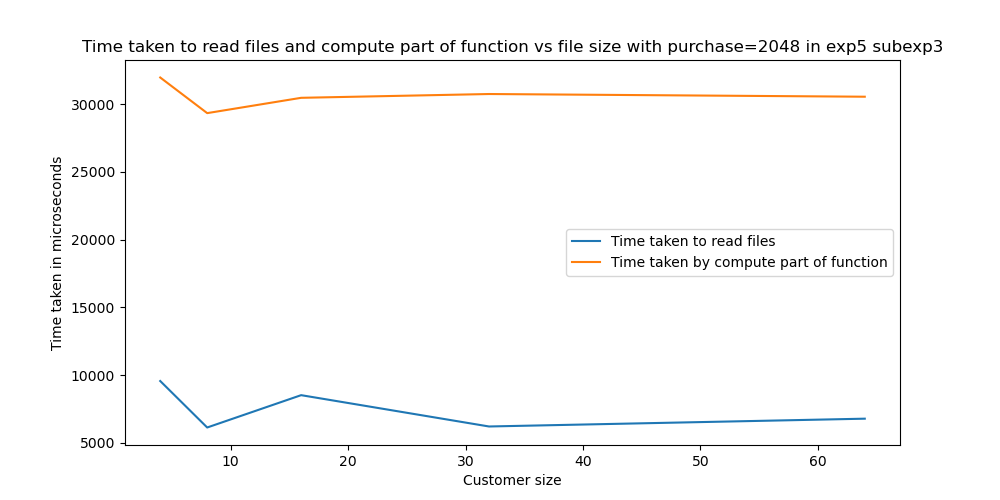 Time taken to read files and compute part of function vs file size with purchase=2048 in exp5 subexp3
Time taken in microseconds
30000
25000
20000
15000
10000
5000
Time taken to read files
Time taken by compute part of function
10
20
30
40
50
60
Customer size